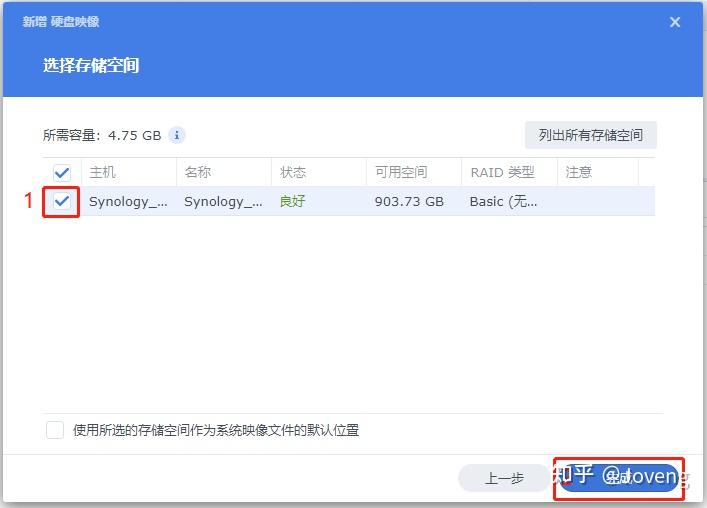 新增 硬盘映像
选择存储空间
所需容量: 4.75 GB
列出所有存储空间
主机 名称 状态 可用空间 RAID 类型 注意
1 Synology_... Synology_... 良好 903.73 GB Basic (无...
使用所选的存储空间作为系统映像文件的默认位置
上一步 完成
知乎 @toveng